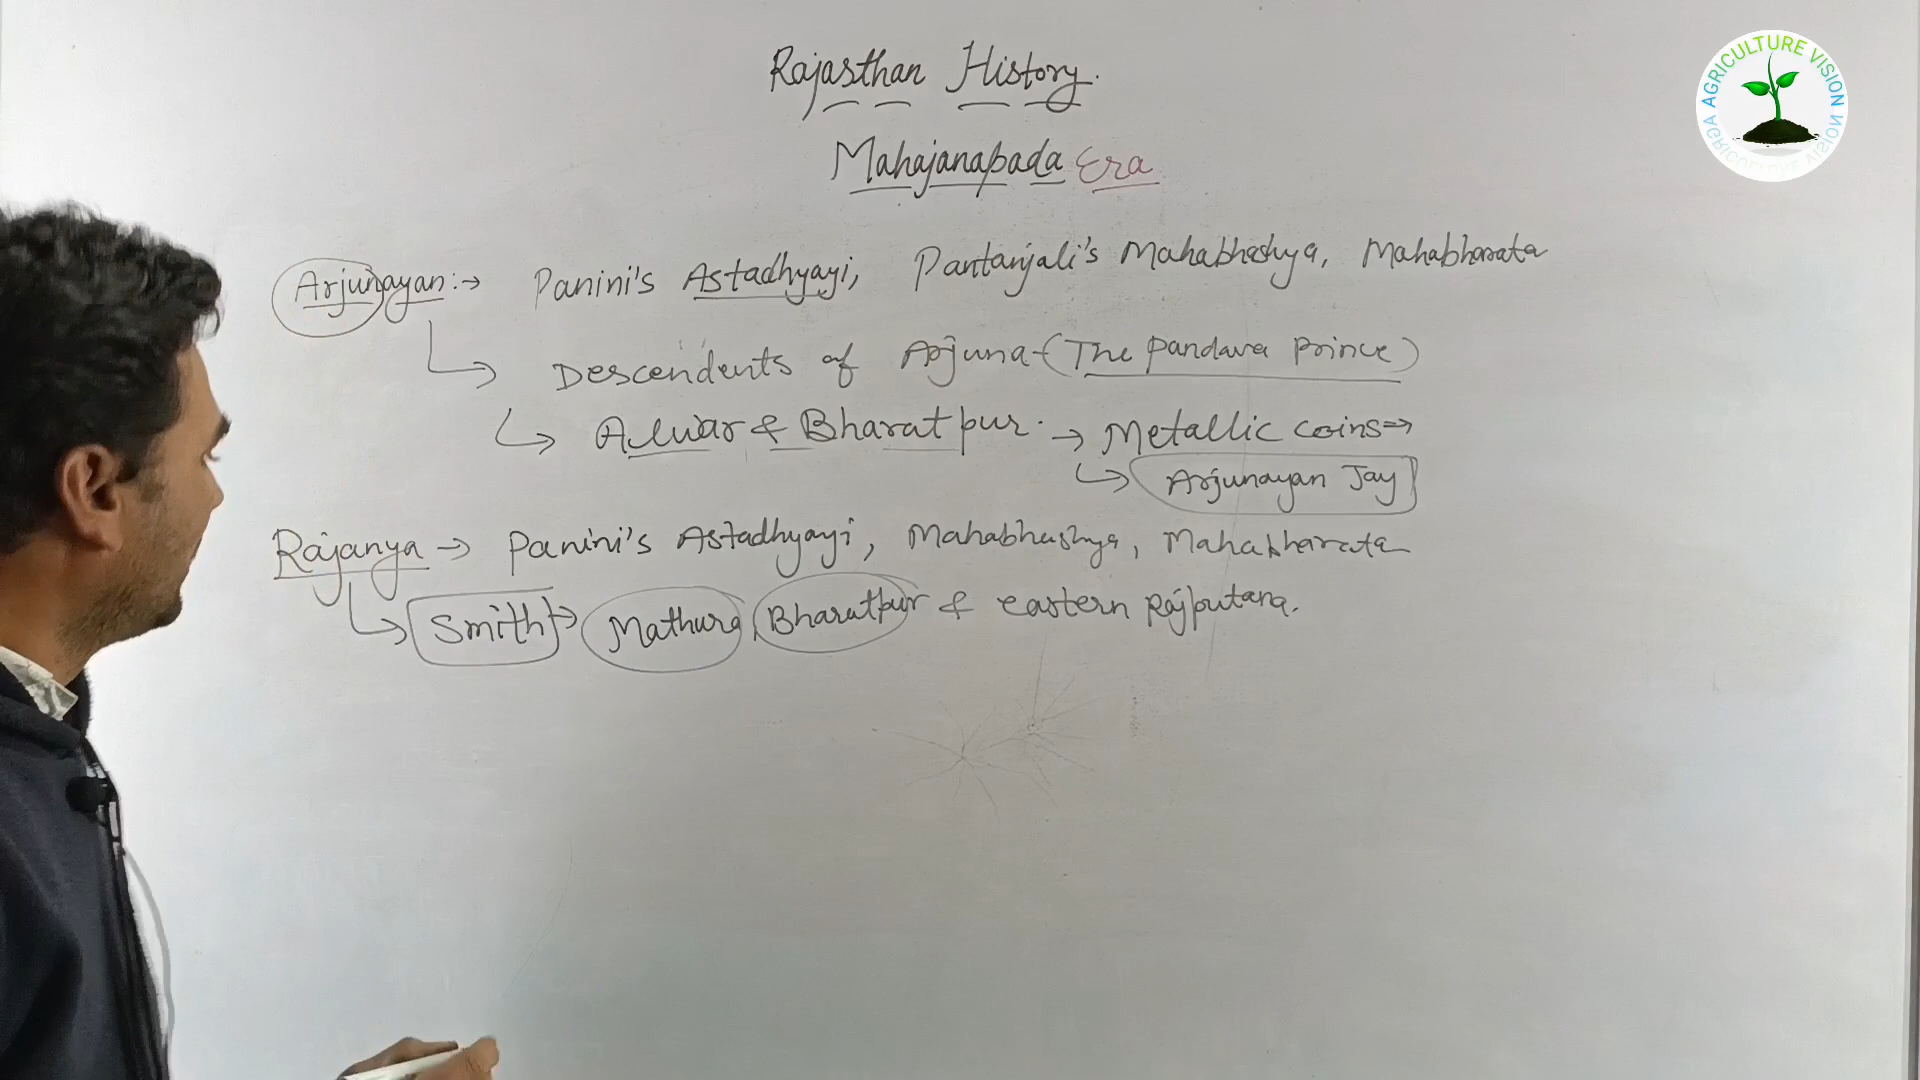 Rajasthan History.
Mahajanapada Era
Arjunayan:→ Panini's Astadhyayi, Pantanjali's Mahabhashya, Mahabharata
↳ Descendents of Arjuna-(The Pandava Prince)
↳ Alwar & Bharatpur. → Metallic coins⇒
↳ Arjunayan Jay
Rajanya → Panini's Astadhyayi, Mahabhashya, Mahabharata
↳ Smith → Mathura, Bharatpur & eastern Rajputana.
AGRICULTURE VISION